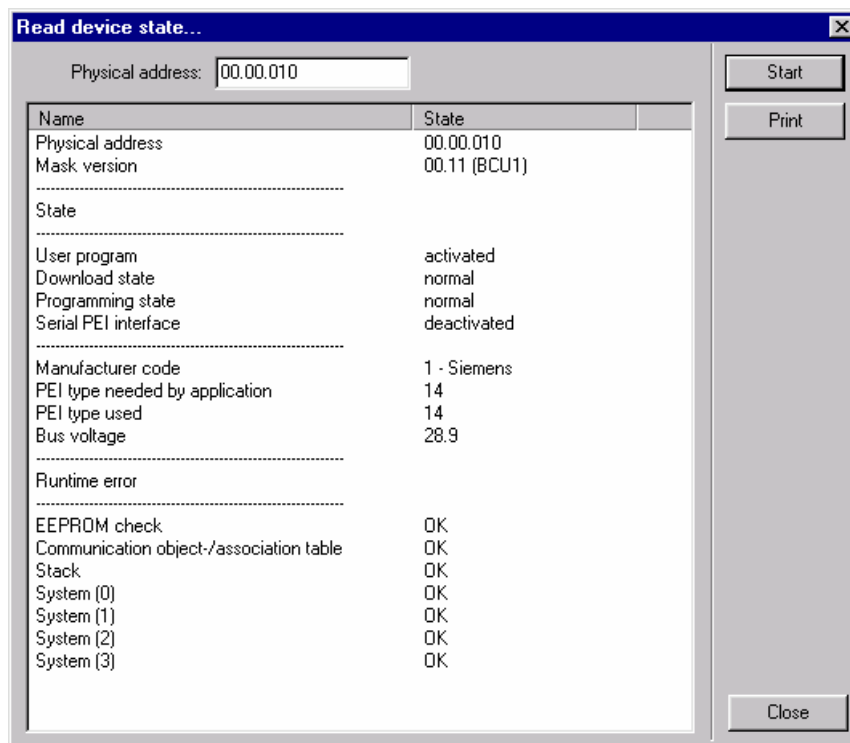 Read device state...
Physical address: 00.00.010
Start
Print
Name State
Physical address 00.00.010
Mask version 00.11 (BCU1)
------------------------------------------------------------
State
------------------------------------------------------------
User program activated
Download state normal
Programming state normal
Serial PEI interface deactivated
------------------------------------------------------------
Manufacturer code 1 - Siemens
PEI type needed by application 14
PEI type used 14
Bus voltage 28.9
------------------------------------------------------------
Runtime error
------------------------------------------------------------
EEPROM check OK
Communication object-/association table OK
Stack OK
System (0) OK
System (1) OK
System (2) OK
System (3) OK
Close